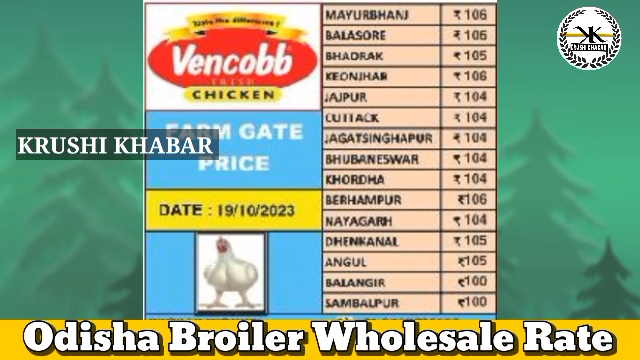 Taste the difference!
Vencobb
FRESH
CHICKEN
FARM GATE
PRICE
KRUSHI KHABAR
DATE : 19/10/2023
MAYURBHANJ ₹ 106
BALASORE ₹ 106
BHADRAK ₹ 105
KEONJHAR ₹ 106
JAJPUR ₹ 104
CUTTACK ₹ 104
JAGATSINGHAPUR ₹ 104
BHUBANESWAR ₹ 104
KHORDHA ₹ 104
BERHAMPUR ₹106
NAYAGARH ₹ 104
DHENKANAL ₹ 105
ANGUL ₹105
BALANGIR ₹100
SAMBALPUR ₹100
KRUSHI KHABAR
Odisha Broiler Wholesale Rate